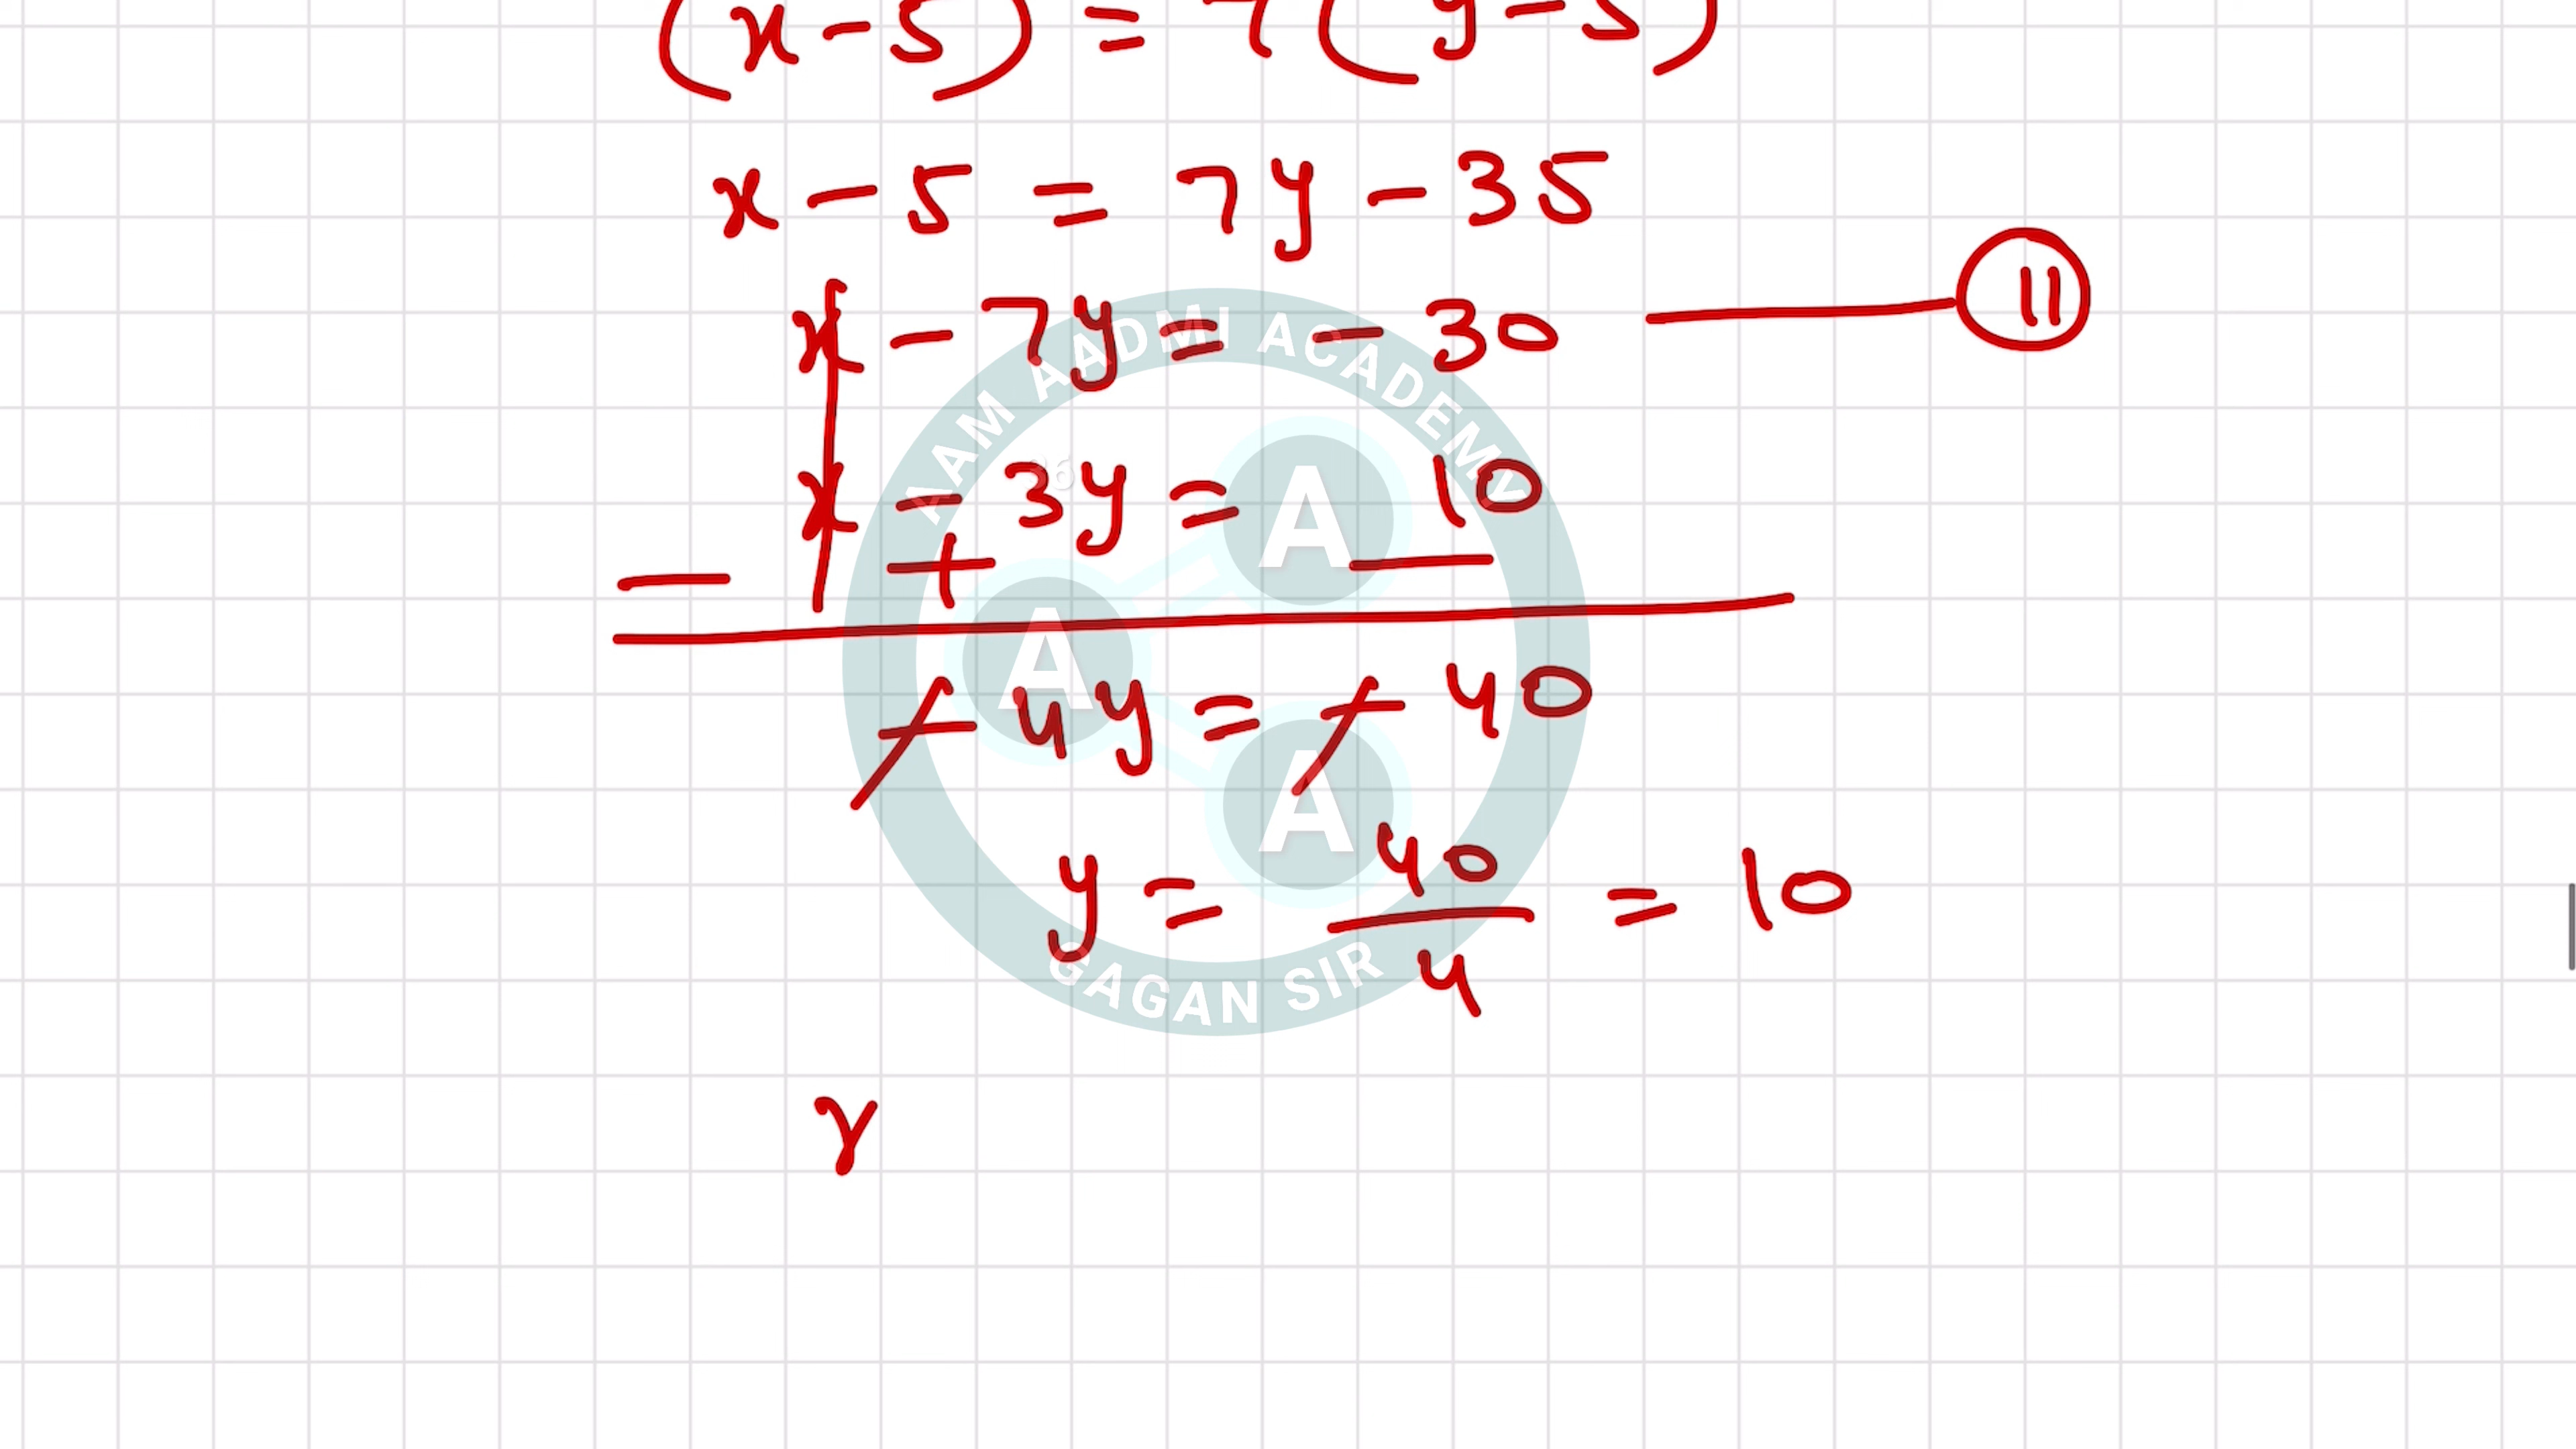 (x - 5) = 7(y - 5)
x - 5 = 7y - 35
x - 7y = - 30 —— II
x - 3y = 10
- + -
- 4y = - 40
y = 40/4 = 10
x
AAM AADMI ACADEMY
A
A
A
GAGAN SIR